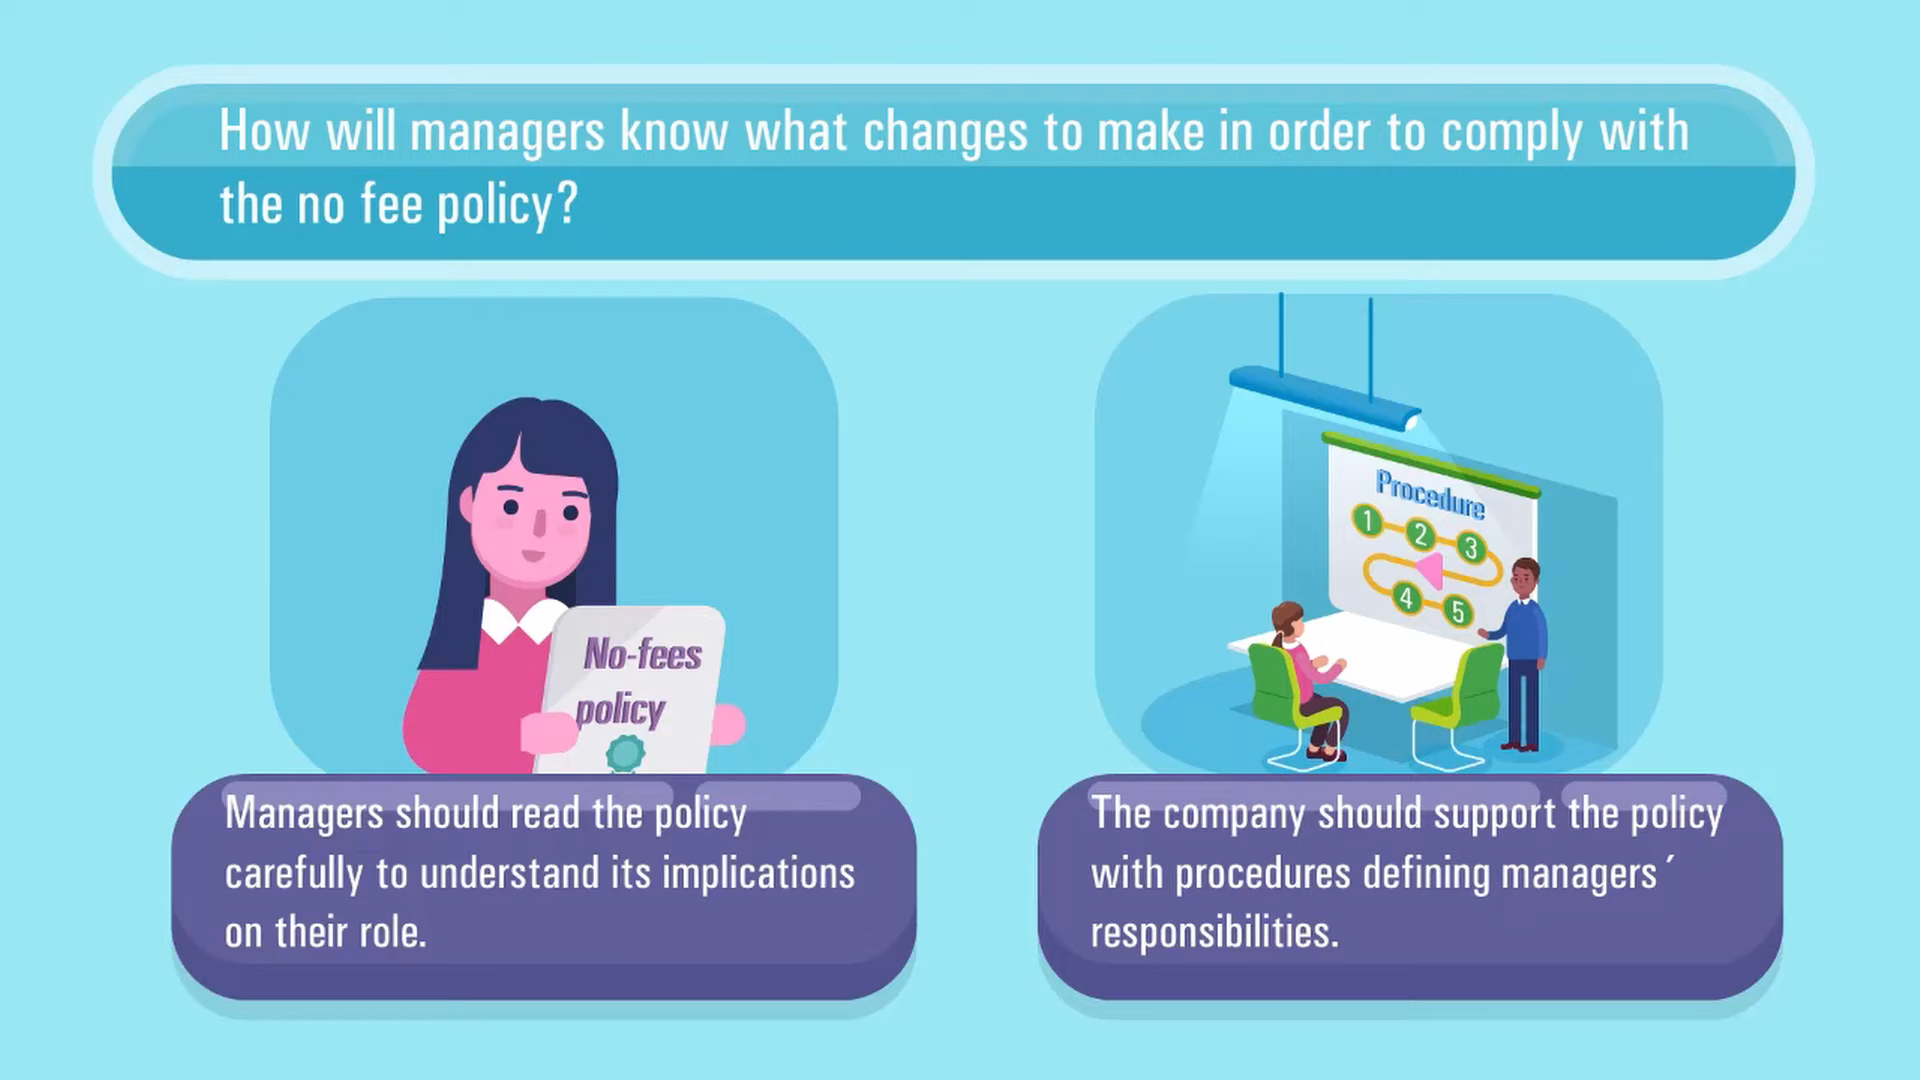 How will managers know what changes to make in order to comply with
the no fee policy?
No-fees
policy
Procedure
1 2 3
4 5
Managers should read the policy
carefully to understand its implications
on their role.
The company should support the policy
with procedures defining managers´
responsibilities.